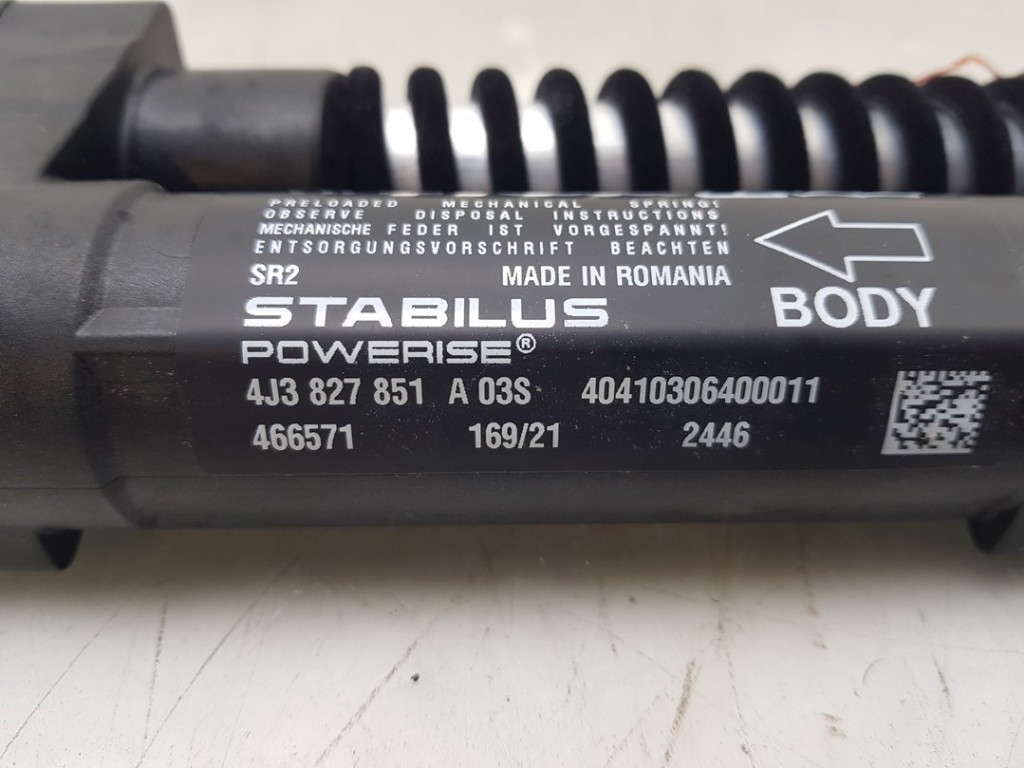 PRELOADED MECHANICAL SPRING!
OBSERVE DISPOSAL INSTRUCTIONS
MECHANISCHE FEDER IST VORGESPANNT!
ENTSORGUNGSVORSCHRIFT BEACHTEN
SR2 MADE IN ROMANIA
BODY
STABILUS
POWERISE®
4J3 827 851 A 03S 40410306400011
466571 169/21 2446